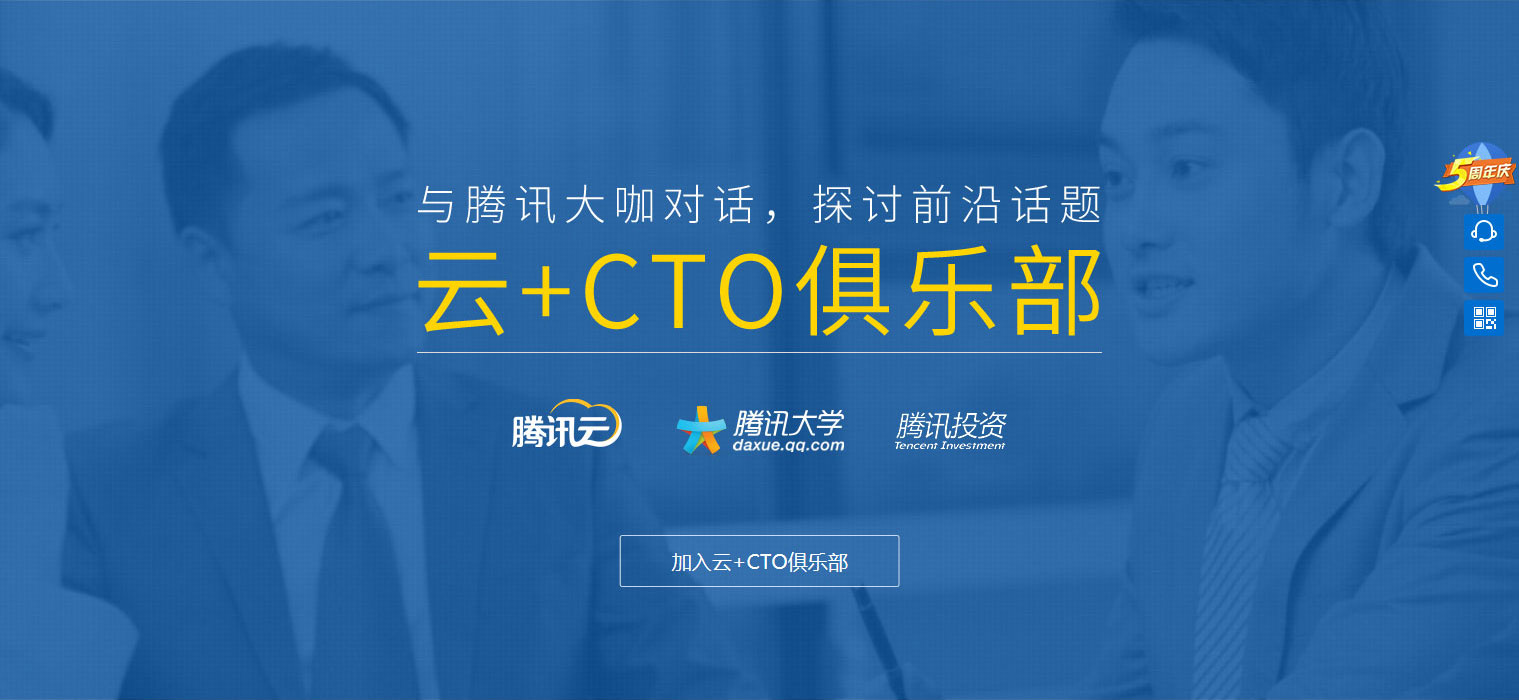 与腾讯大咖对话，探讨前沿话题
5周年庆
云+CTO俱乐部
腾讯云
腾讯大学
daxue.qq.com
腾讯投资
Tencent Investment
加入云+CTO俱乐部